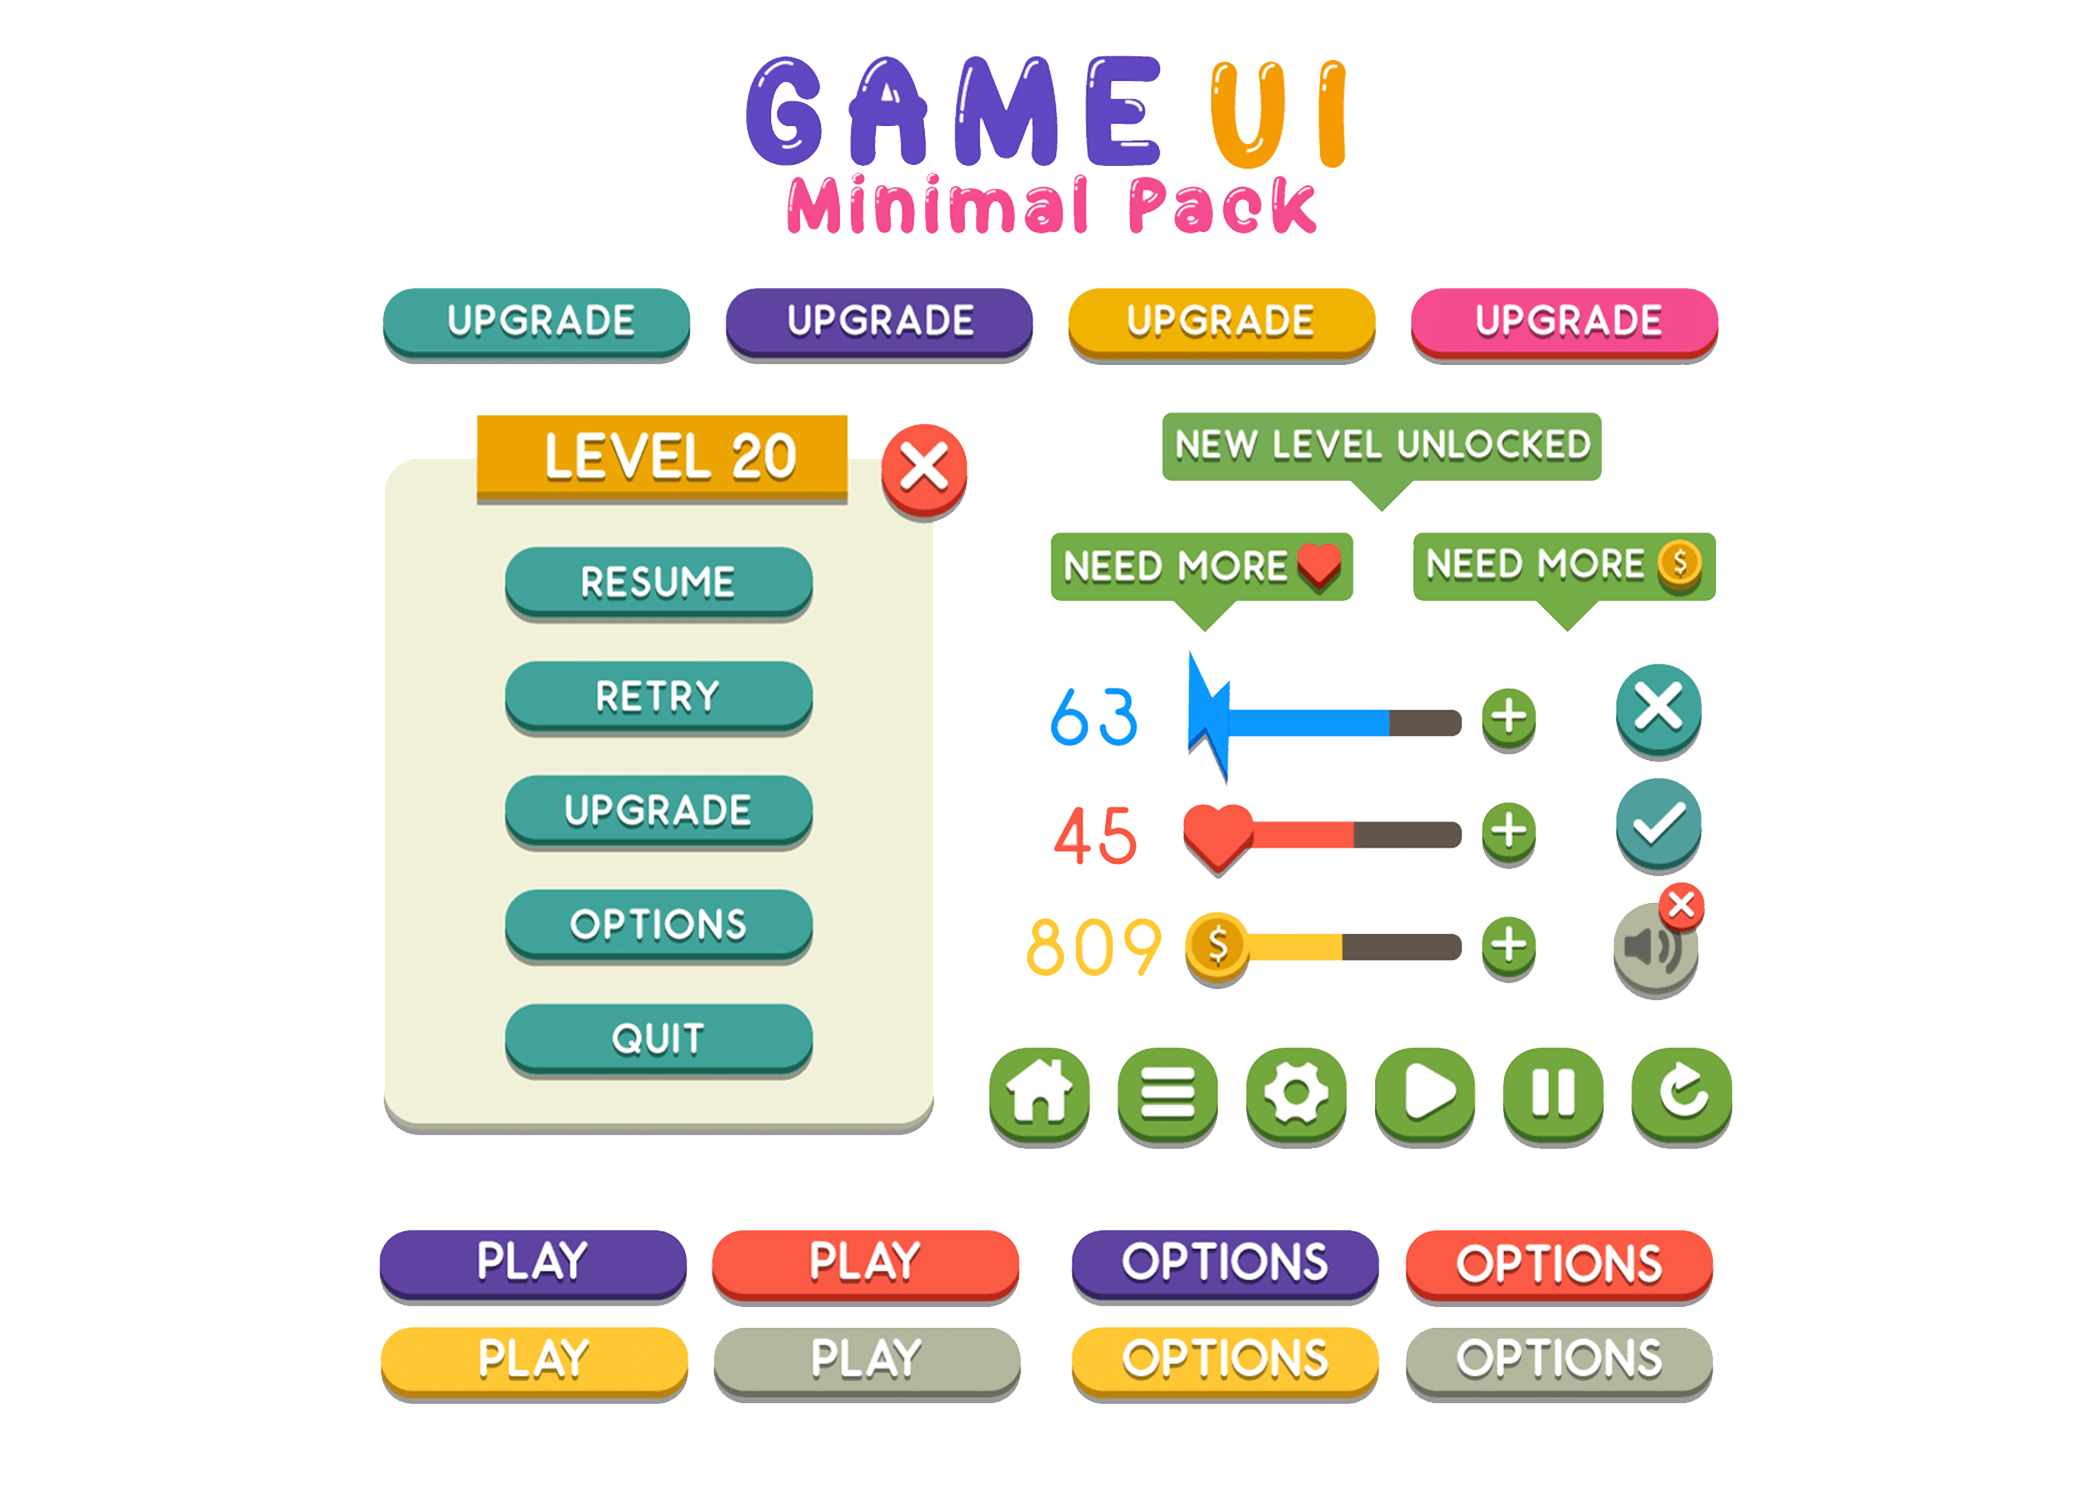 GAME UI
Minimal Pack
UPGRADE UPGRADE UPGRADE UPGRADE
LEVEL 20
RESUME
RETRY
UPGRADE
OPTIONS
QUIT
NEW LEVEL UNLOCKED
NEED MORE NEED MORE $
63
45
809 $
PLAY PLAY OPTIONS OPTIONS
PLAY PLAY OPTIONS OPTIONS